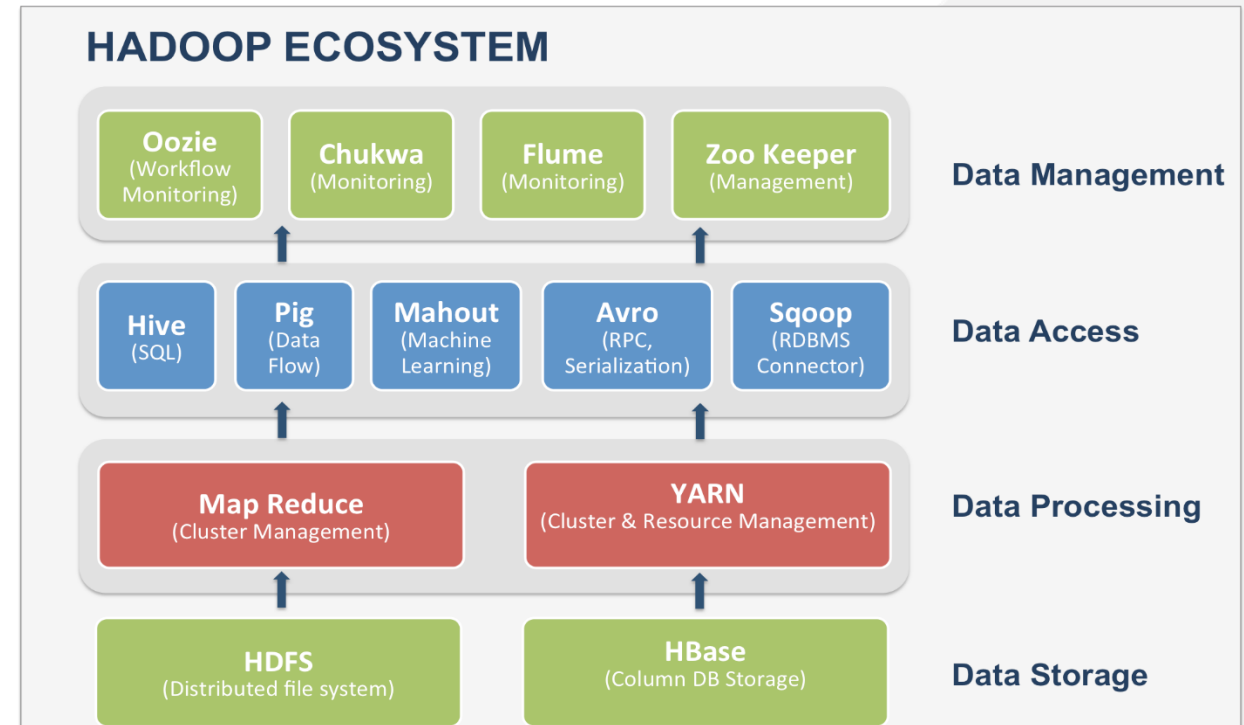 HADOOP ECOSYSTEM
Oozie
(Workflow
Monitoring)
Chukwa
(Monitoring)
Flume
(Monitoring)
Zoo Keeper
(Management)
Data Management
Hive
(SQL)
Pig
(Data
Flow)
Mahout
(Machine
Learning)
Avro
(RPC,
Serialization)
Sqoop
(RDBMS
Connector)
Data Access
Map Reduce
(Cluster Management)
YARN
(Cluster & Resource Management)
Data Processing
HDFS
(Distributed file system)
HBase
(Column DB Storage)
Data Storage